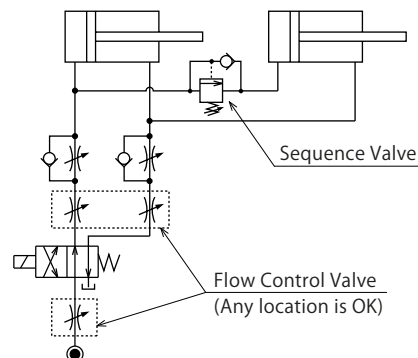 Sequence Valve
Flow Control Valve
(Any location is OK)